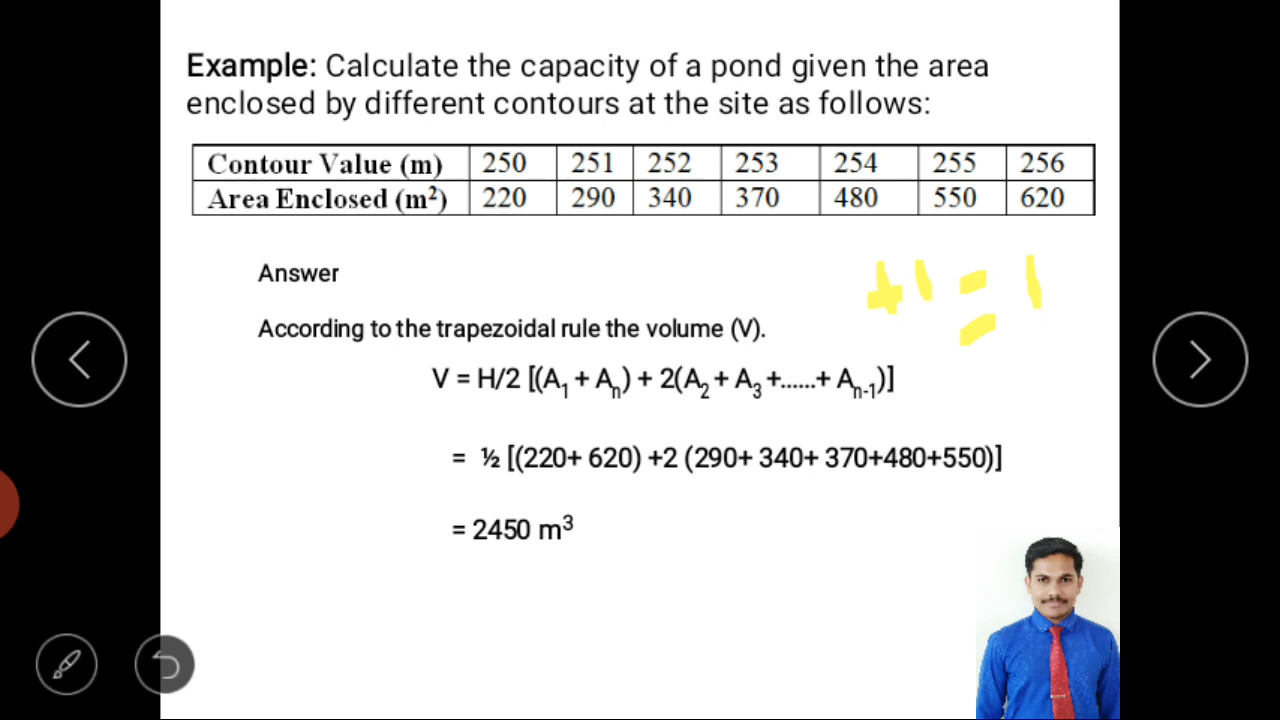 Example: Calculate the capacity of a pond given the area
enclosed by different contours at the site as follows:
Contour Value (m) 250 251 252 253 254 255 256
Area Enclosed (m²) 220 290 340 370 480 550 620
Answer
According to the trapezoidal rule the volume (V).
V = H/2 [(A₁ + Aₙ) + 2(A₂ + A₃ +......+ Aₙ₋₁)]
= ½ [(220+ 620) +2 (290+ 340+ 370+480+550)]
= 2450 m³